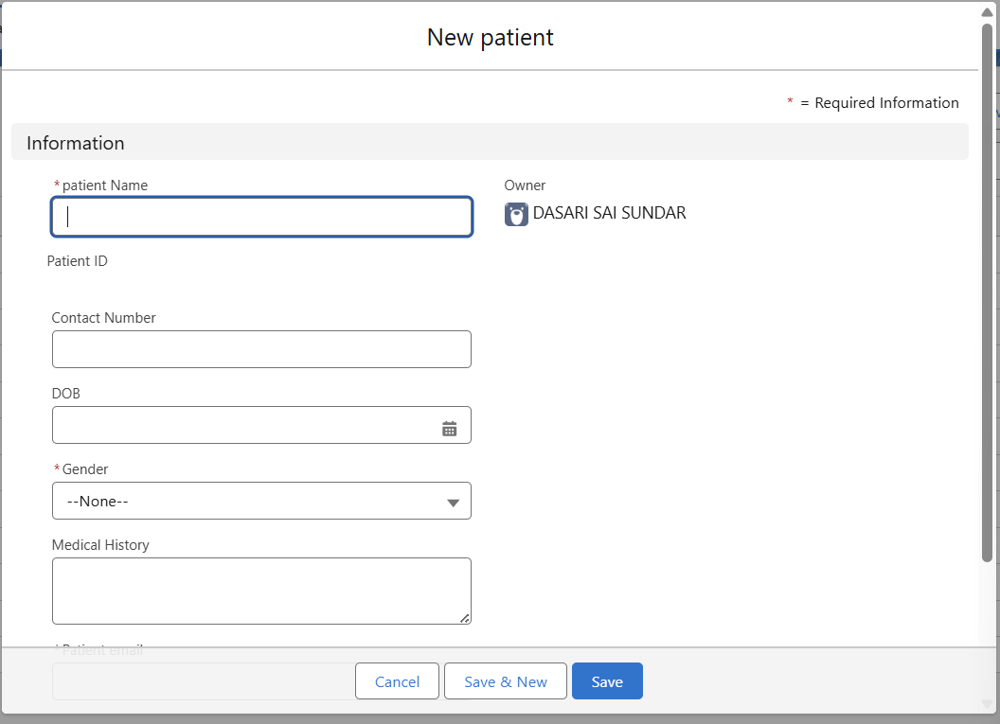 New patient
* = Required Information
Information
*patient Name
Owner
DASARI SAI SUNDAR
Patient ID
Contact Number
DOB
*Gender
--None--
Medical History
*Patient email
Cancel
Save & New
Save